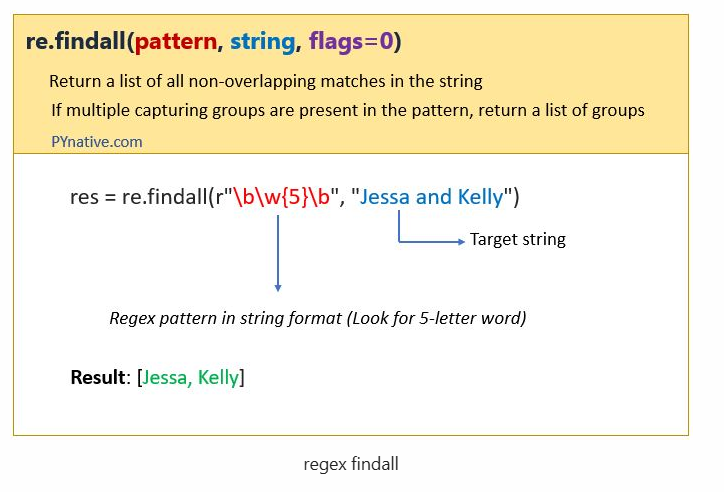 re.findall(pattern, string, flags=0)
Return a list of all non-overlapping matches in the string
If multiple capturing groups are present in the pattern, return a list of groups
PYnative.com
res = re.findall(r"\b\w{5}\b", "Jessa and Kelly")
Target string
Regex pattern in string format (Look for 5-letter word)
Result: [Jessa, Kelly]
regex findall